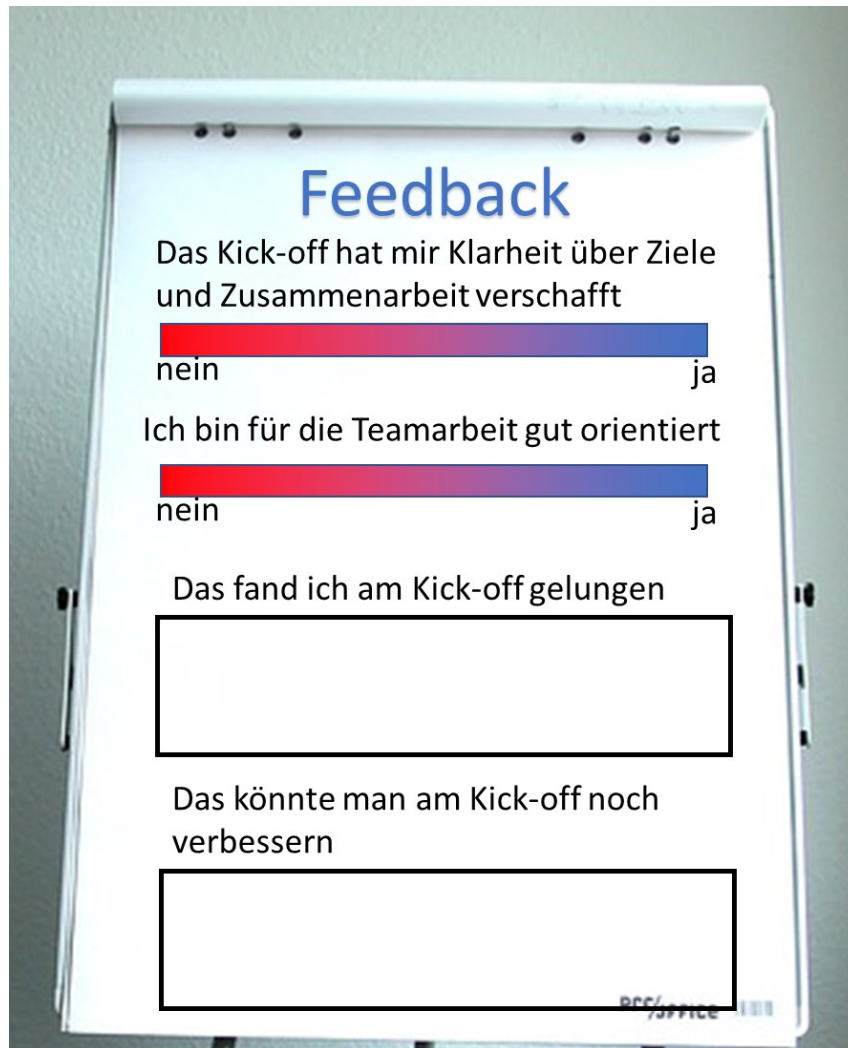 Feedback
Das Kick-off hat mir Klarheit über Ziele
und Zusammenarbeit verschafft
nein ja
Ich bin für die Teamarbeit gut orientiert
nein ja
Das fand ich am Kick-off gelungen
Das könnte man am Kick-off noch
verbessern